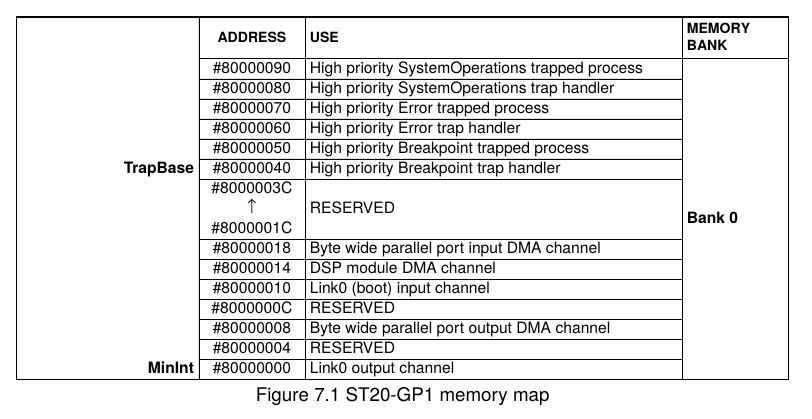 ADDRESS USE MEMORY BANK
#80000090 High priority SystemOperations trapped process
#80000080 High priority SystemOperations trap handler
#80000070 High priority Error trapped process
#80000060 High priority Error trap handler
#80000050 High priority Breakpoint trapped process
TrapBase #80000040 High priority Breakpoint trap handler
#8000003C
↑ RESERVED
#8000001C
Bank 0
#80000018 Byte wide parallel port input DMA channel
#80000014 DSP module DMA channel
#80000010 Link0 (boot) input channel
#8000000C RESERVED
#80000008 Byte wide parallel port output DMA channel
#80000004 RESERVED
MinInt #80000000 Link0 output channel
Figure 7.1 ST20-GP1 memory map